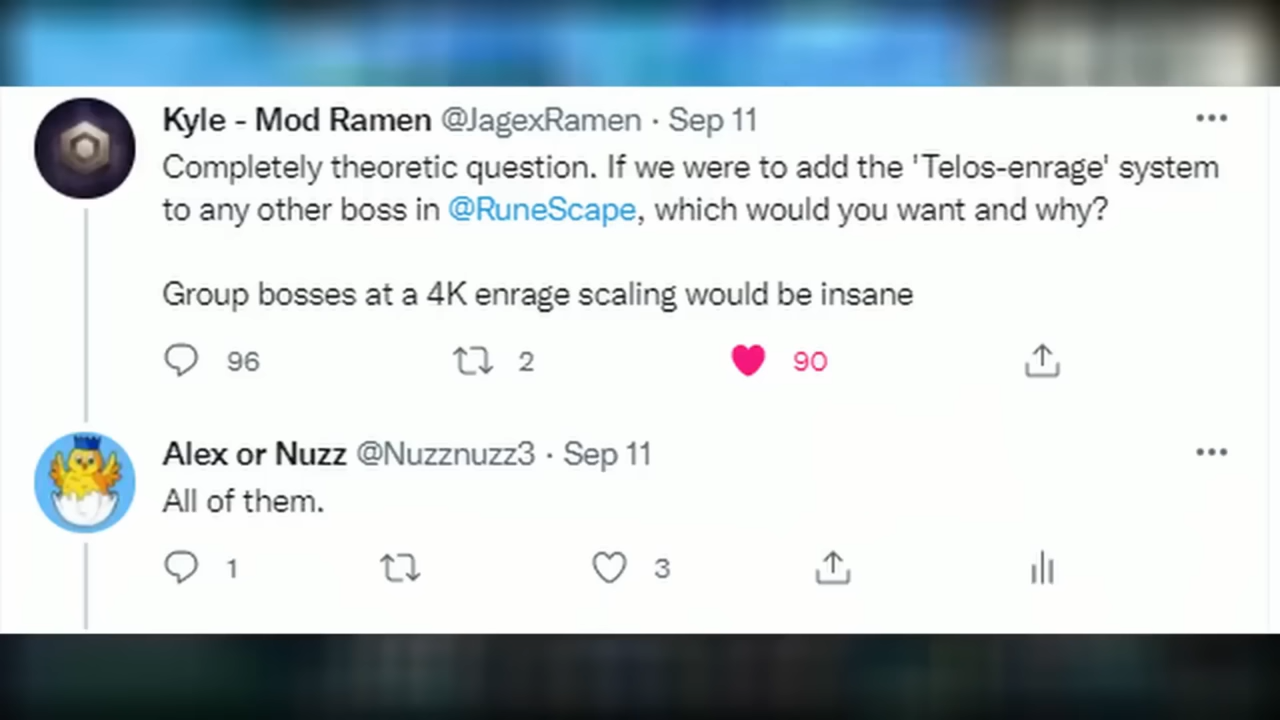 Kyle - Mod Ramen @JagexRamen · Sep 11
Completely theoretic question. If we were to add the 'Telos-enrage' system
to any other boss in @RuneScape, which would you want and why?
Group bosses at a 4K enrage scaling would be insane
96 2 90
Alex or Nuzz @Nuzznuzz3 · Sep 11
All of them.
1 3